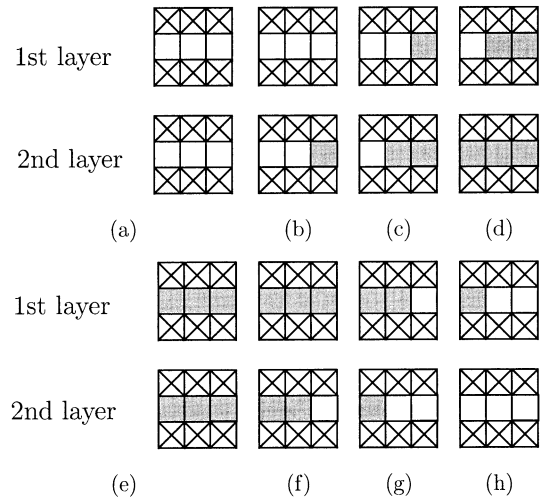 1st layer
2nd layer
(a) (b) (c) (d)
1st layer
2nd layer
(e) (f) (g) (h)